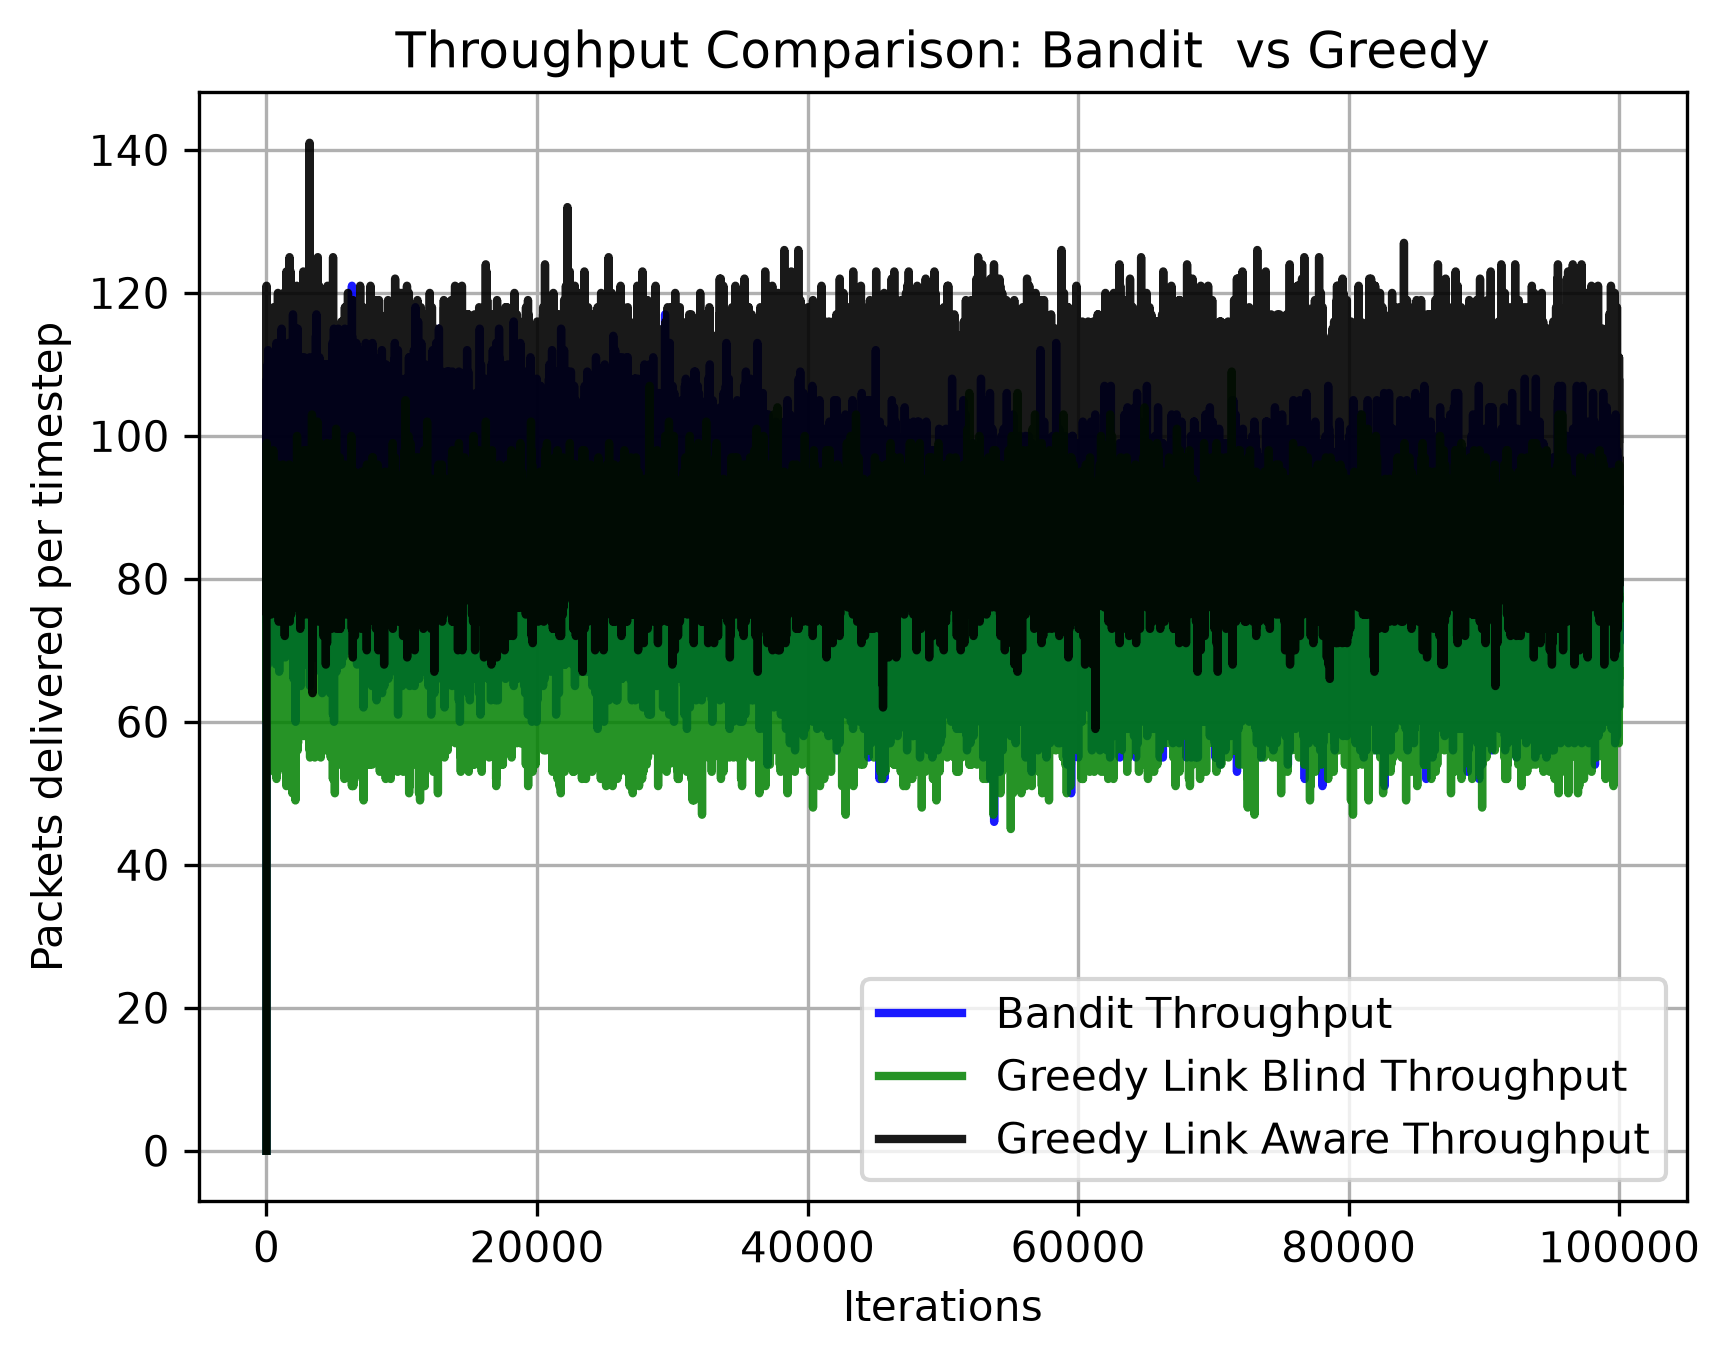 Throughput Comparison: Bandit  vs Greedy
Packets delivered per timestep
140
120
100
80
60
40
20
0
Bandit Throughput
Greedy Link Blind Throughput
Greedy Link Aware Throughput
0 20000 40000 60000 80000 100000
Iterations